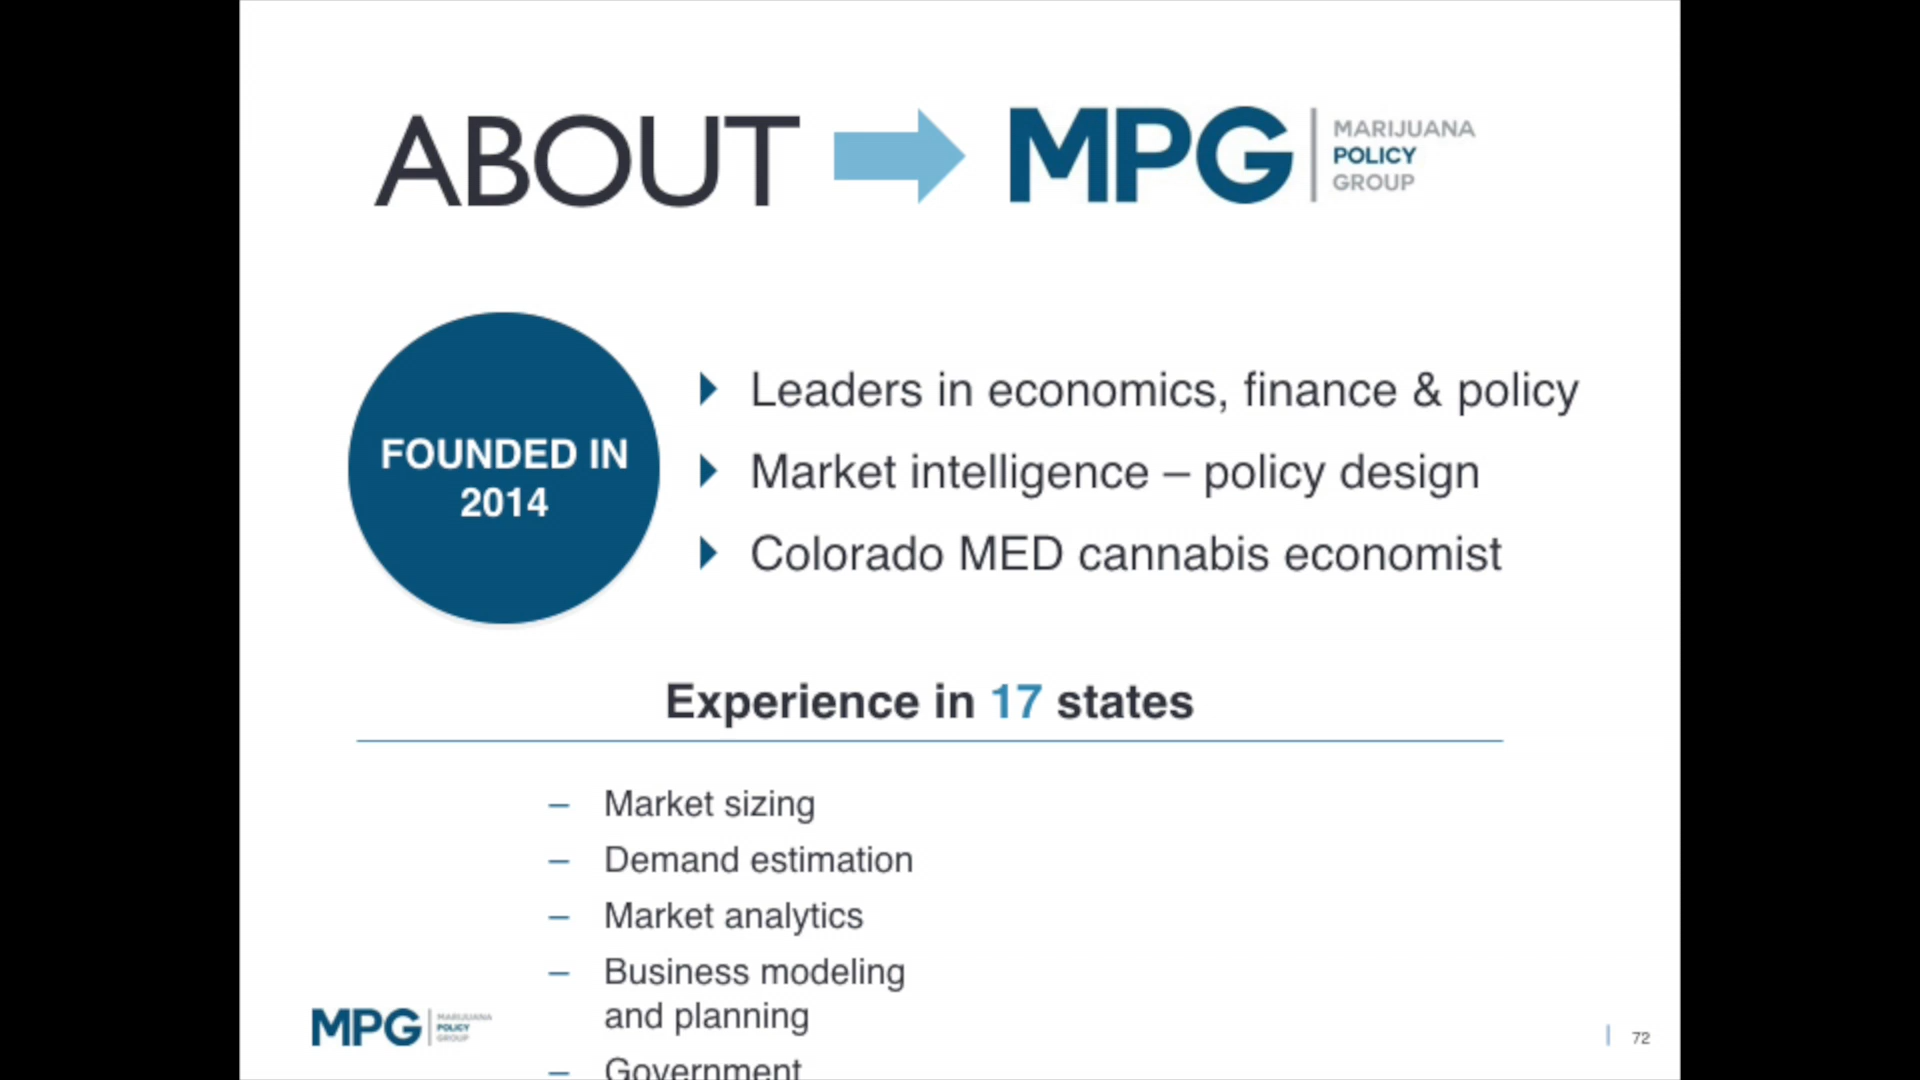 ABOUT MPG MARIJUANA
POLICY
GROUP
FOUNDED IN
2014
Leaders in economics, finance & policy
Market intelligence – policy design
Colorado MED cannabis economist
Experience in 17 states
– Market sizing
– Demand estimation
– Market analytics
– Business modeling
and planning
– Government
MPG MARIJUANA
POLICY
GROUP
72